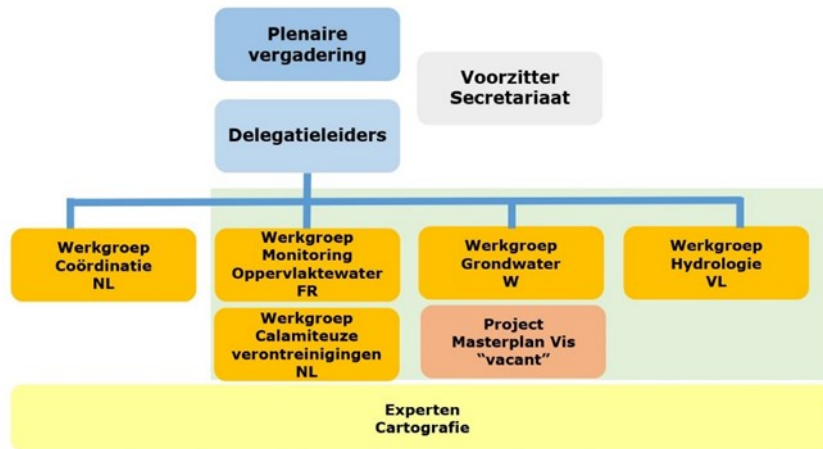 Plenaire
vergadering
Voorzitter
Secretariaat
Delegatieleiders
Werkgroep
Coördinatie
NL
Werkgroep
Monitoring
Oppervlaktewater
FR
Werkgroep
Grondwater
W
Werkgroep
Hydrologie
VL
Werkgroep
Calamiteuze
verontreinigingen
NL
Project
Masterplan Vis
“vacant”
Experten
Cartografie